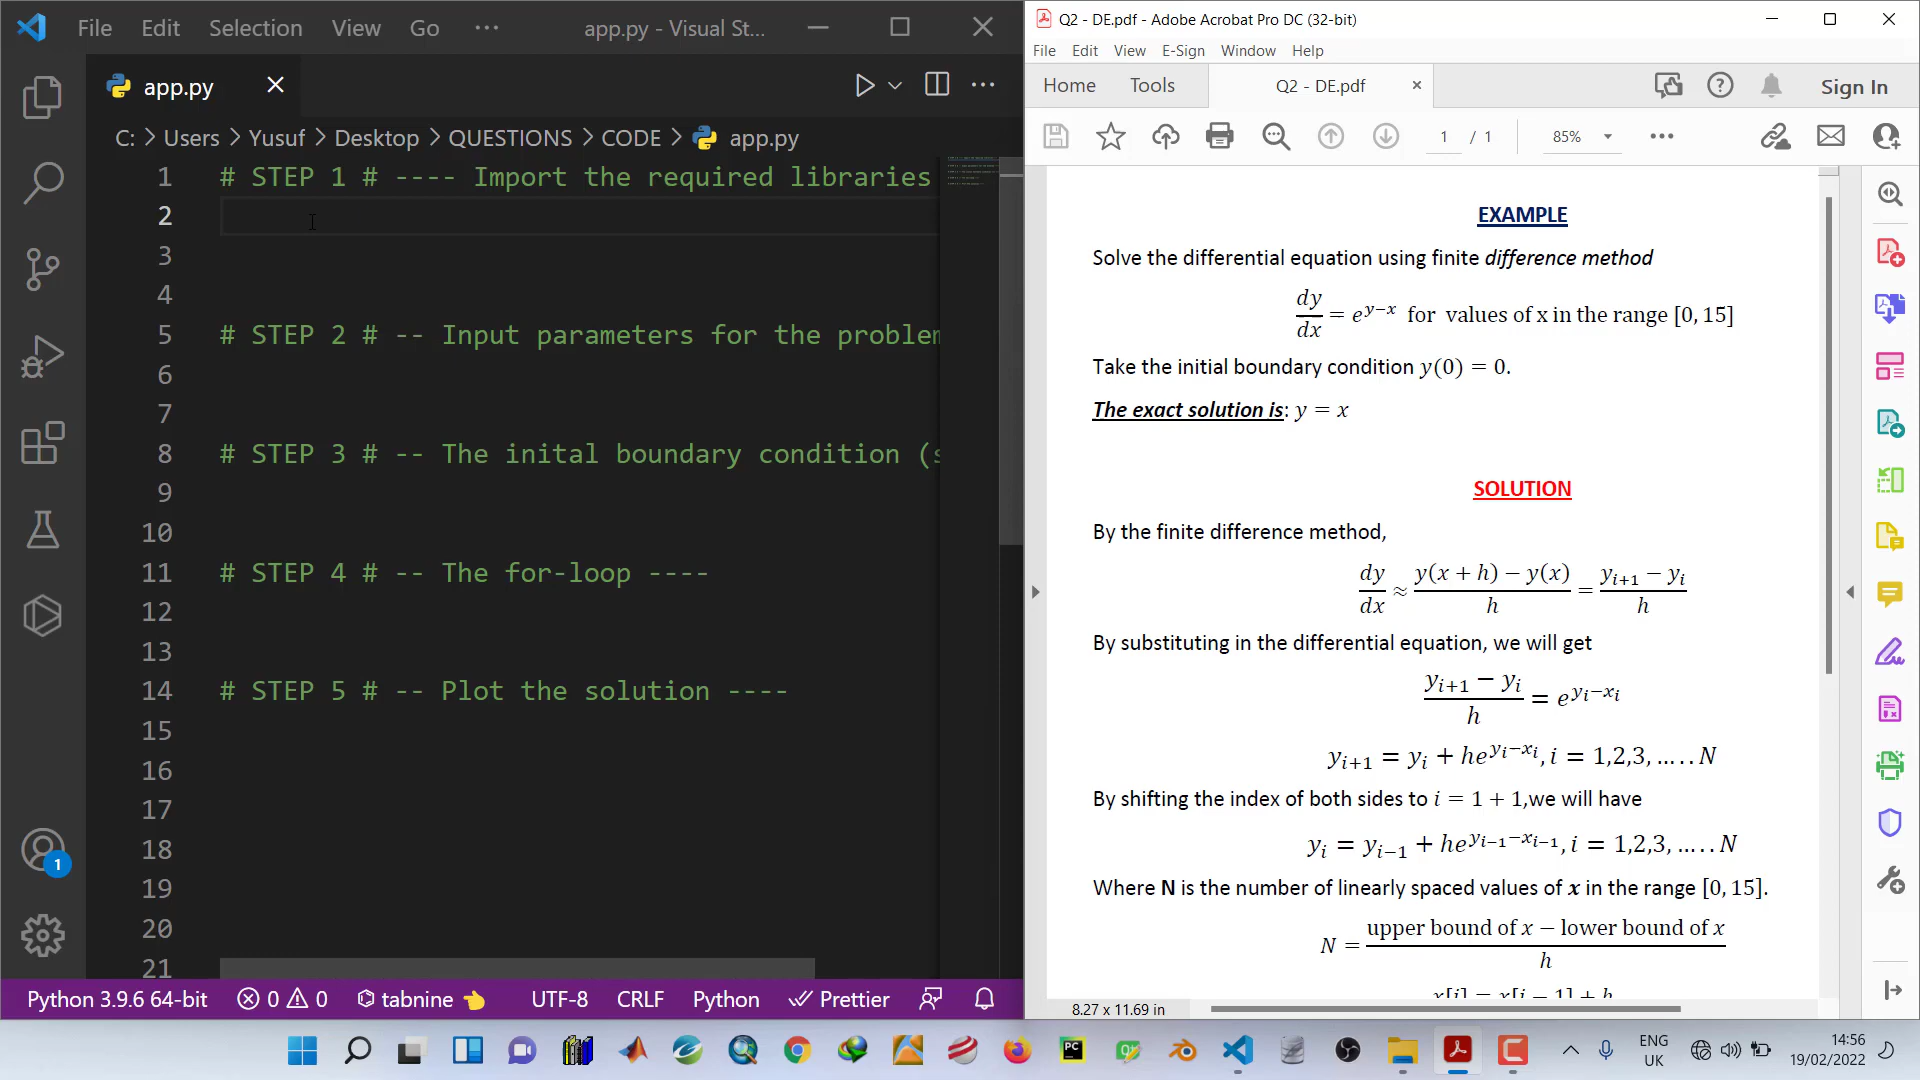 File Edit Selection View Go ··· app.py - Visual St...
app.py
C: > Users > Yusuf > Desktop > QUESTIONS > CODE > app.py
1 # STEP 1 # ---- Import the required libraries
2
3
4
5 # STEP 2 # -- Input parameters for the problem
6
7
8 # STEP 3 # -- The inital boundary condition (
9
10
11 # STEP 4 # -- The for-loop ----
12
13
14 # STEP 5 # -- Plot the solution ----
15
16
17
18
19
20
21
1
Python 3.9.6 64-bit 0 0 tabnine UTF-8 CRLF Python Prettier
Q2 - DE.pdf - Adobe Acrobat Pro DC (32-bit)
File Edit View E-Sign Window Help
Home Tools Q2 - DE.pdf × Sign In
1 / 1 85%
EXAMPLE
Solve the differential equation using finite difference method
dy/dx = e^{y−x} for values of x in the range [0, 15]
Take the initial boundary condition y(0) = 0.
The exact solution is: y = x
SOLUTION
By the finite difference method,
dy/dx ≈ (y(x + h) − y(x))/h = (y_{i+1} − y_i)/h
By substituting in the differential equation, we will get
(y_{i+1} − y_i)/h = e^{y_i−x_i}
y_{i+1} = y_i + he^{y_i−x_i}, i = 1,2,3, ..... N
By shifting the index of both sides to i = 1 + 1,we will have
y_i = y_{i−1} + he^{y_{i−1}−x_{i−1}}, i = 1,2,3, ..... N
Where N is the number of linearly spaced values of x in the range [0, 15].
N = (upper bound of x − lower bound of x)/h
x[i] = x[i − 1] + h
8.27 x 11.69 in
PC
ENG
UK
14:56
19/02/2022